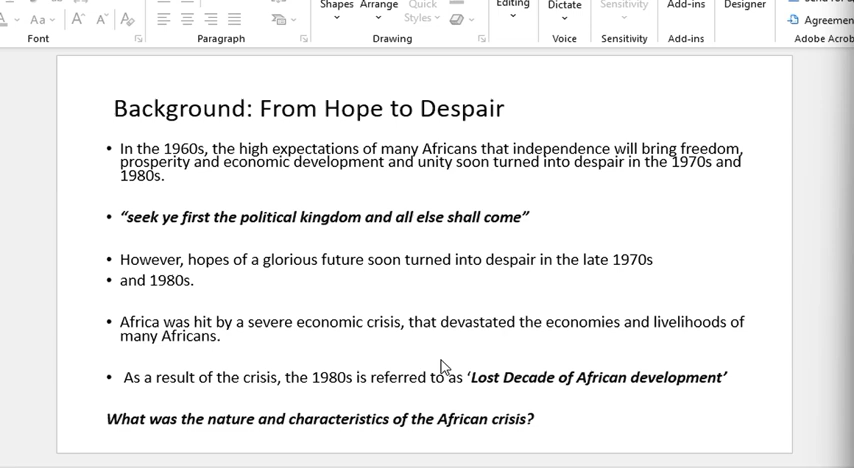 Shapes Arrange Quick Styles Editing Dictate Sensitivity Add-ins Designer
Aa A A A
Agreemen
Font Paragraph Drawing Voice Sensitivity Add-ins Adobe Acrob
Background: From Hope to Despair
• In the 1960s, the high expectations of many Africans that independence will bring freedom,
prosperity and economic development and unity soon turned into despair in the 1970s and
1980s.
• “seek ye first the political kingdom and all else shall come”
• However, hopes of a glorious future soon turned into despair in the late 1970s
• and 1980s.
• Africa was hit by a severe economic crisis, that devastated the economies and livelihoods of
many Africans.
• As a result of the crisis, the 1980s is referred to as ‘Lost Decade of African development’
What was the nature and characteristics of the African crisis?